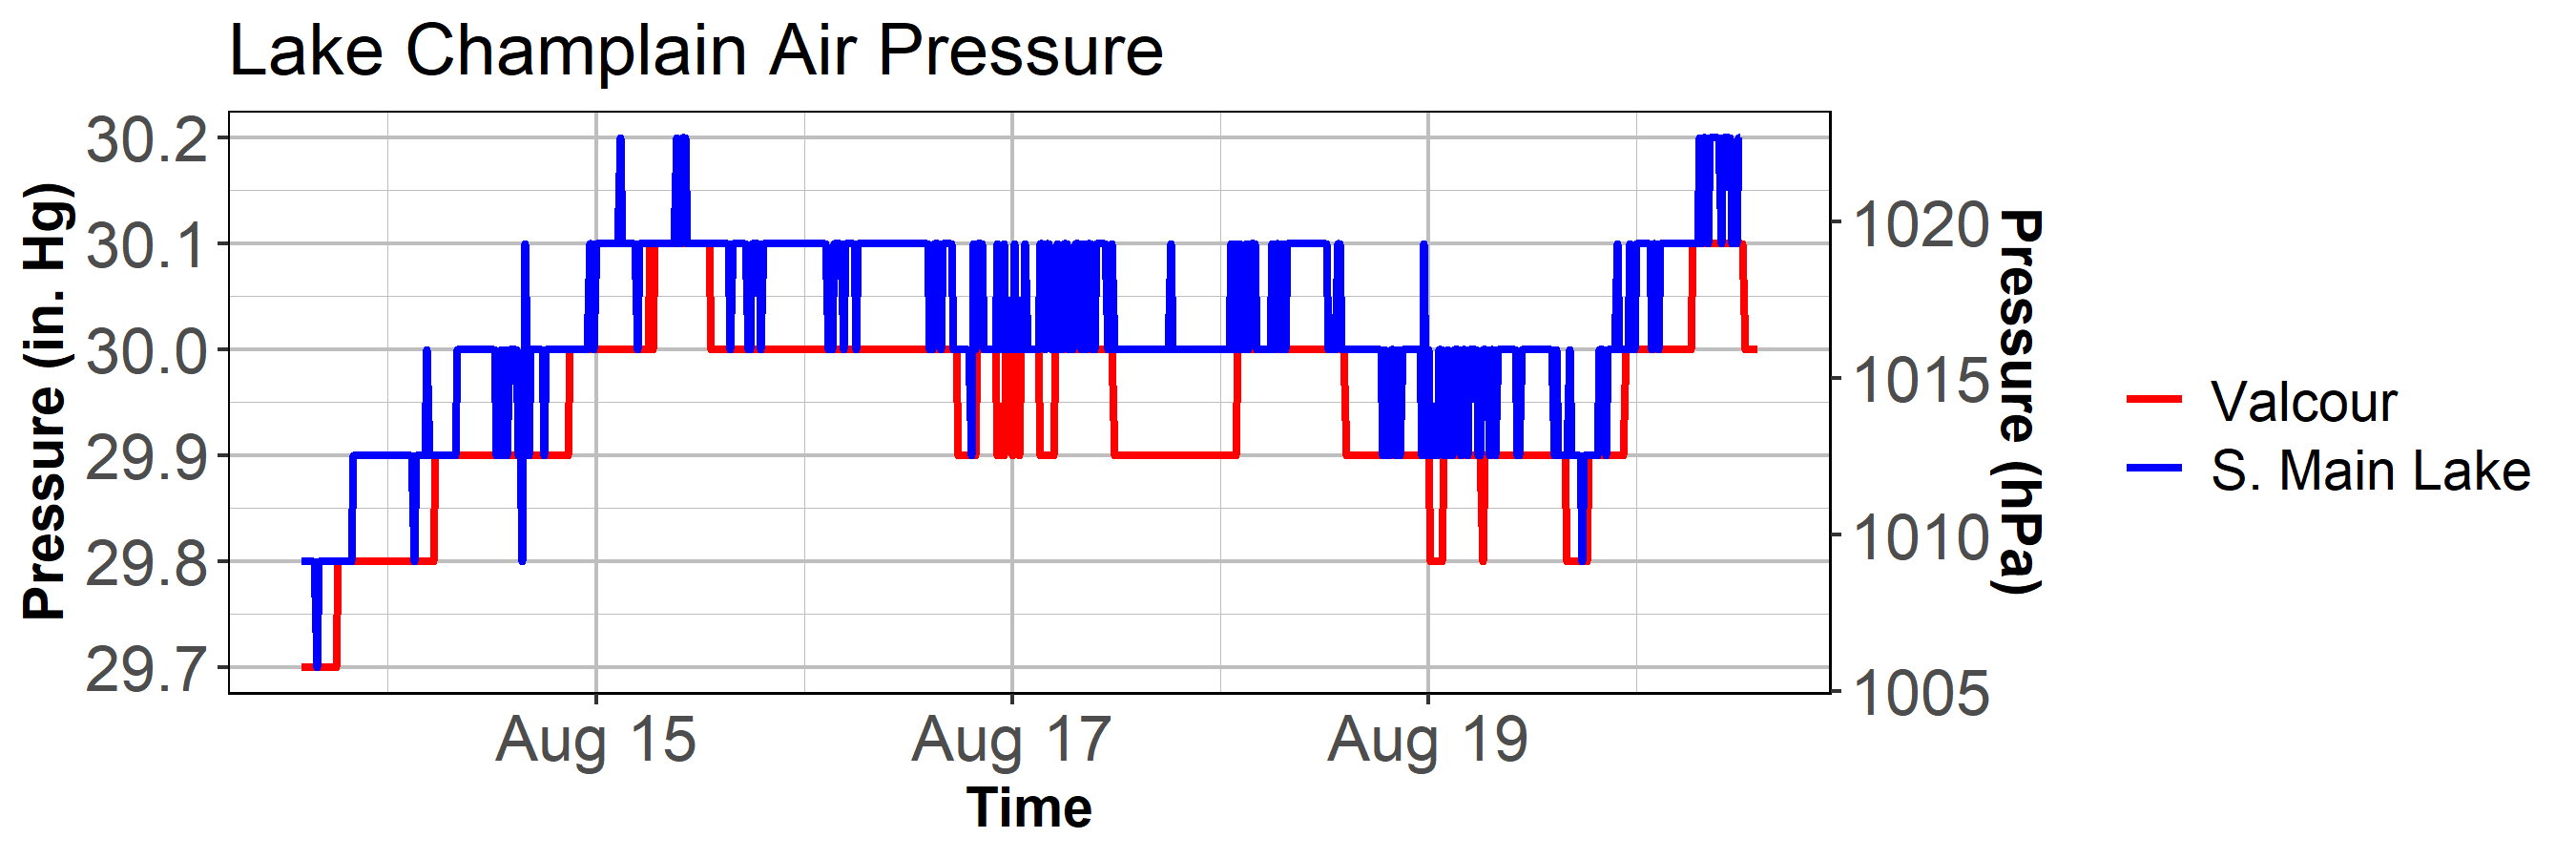 Lake Champlain Air Pressure
Pressure (in. Hg)
30.2
30.1
30.0
29.9
29.8
29.7
1020
1015
1010
1005
Pressure (hPa)
Aug 15
Aug 17
Aug 19
Time
Valcour
S. Main Lake